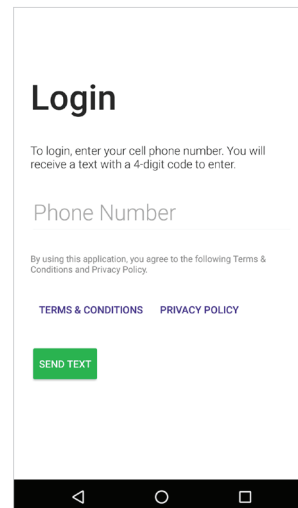 Login
To login, enter your cell phone number. You will
receive a text with a 4-digit code to enter.
Phone Number
By using this application, you agree to the following Terms &
Conditions and Privacy Policy.
TERMS & CONDITIONS PRIVACY POLICY
SEND TEXT